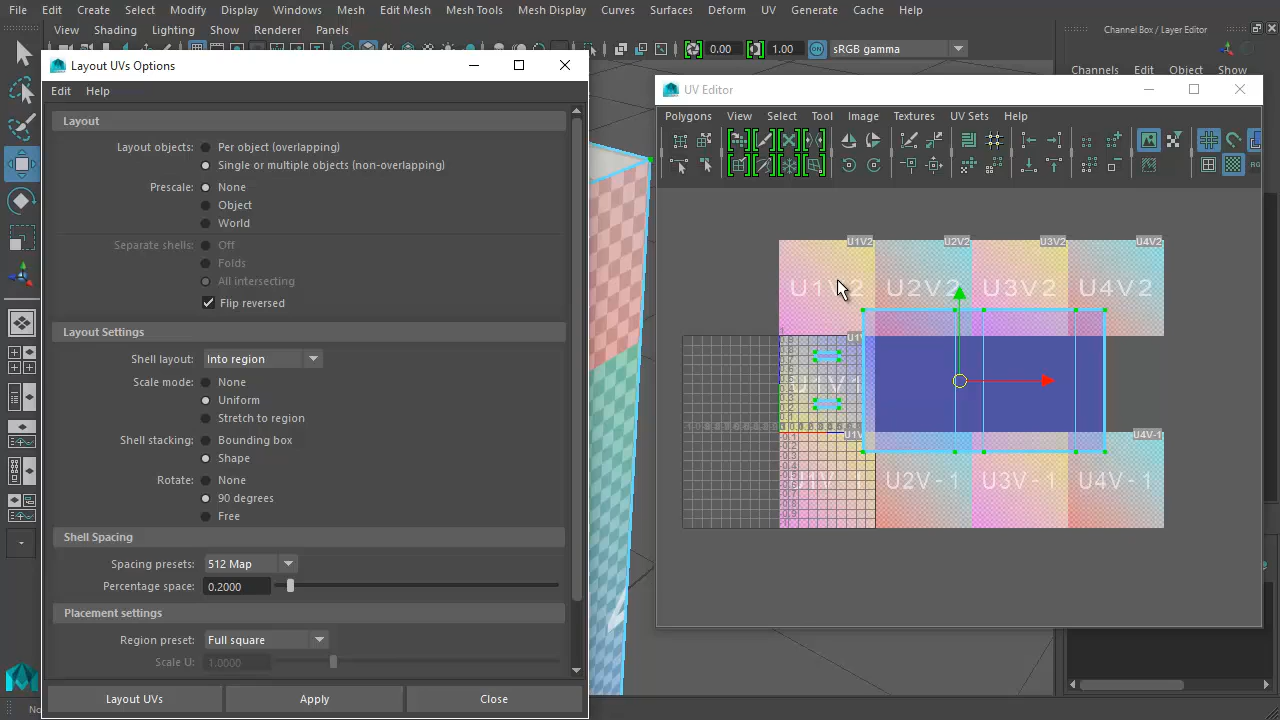 File Edit Create Select Modify Display Windows Mesh Edit Mesh Mesh Tools Mesh Display Curves Surfaces Deform UV Generate Cache Help
View Shading Lighting Show Renderer Panels
0.00 1.00 ON sRGB gamma
Channel Box / Layer Editor
Channels Edit Object Show
Layout UVs Options
Edit Help
Layout
Layout objects: Per object (overlapping)
Single or multiple objects (non-overlapping)
Prescale: None
Object
World
Separate shells: Off
Folds
All intersecting
Flip reversed
Layout Settings
Shell layout: Into region
Scale mode: None
Uniform
Stretch to region
Shell stacking: Bounding box
Shape
Rotate: None
90 degrees
Free
Shell Spacing
Spacing presets: 512 Map
Percentage space: 0.2000
Placement settings
Region preset: Full square
Scale U: 1.0000
Layout UVs Apply Close
No
UV Editor
Polygons View Select Tool Image Textures UV Sets Help
U1V2 U2V2 U3V2 U4V2
U1V2 U2V2 U3V2 U4V2
U1V1
U4V-1
U1V-1 U2V-1 U3V-1 U4V-1